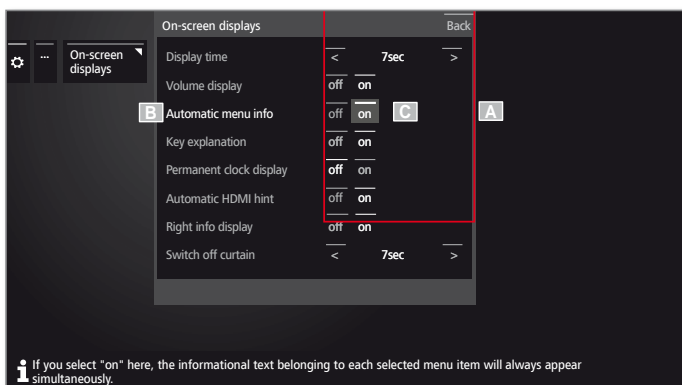 On-screen displays
Back
...
On-screen
displays
Display time < 7sec >
Volume display off on
B Automatic menu info off on C A
Key explanation off on
Permanent clock display off on
Automatic HDMI hint off on
Right info display off on
Switch off curtain < 7sec >
If you select "on" here, the informational text belonging to each selected menu item will always appear
simultaneously.